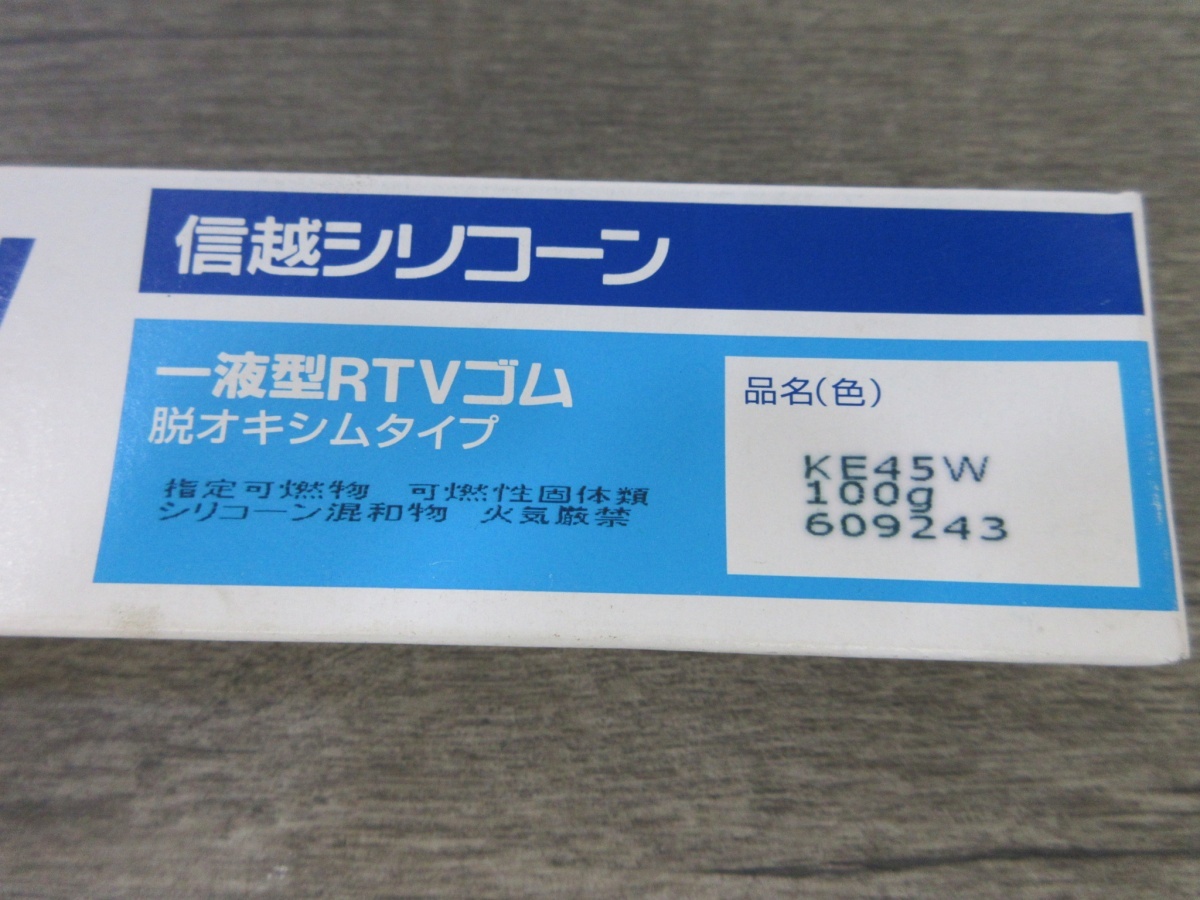 信越シリコーン
一液型RTVゴム
脱オキシムタイプ
指定可燃物 可燃性固体類
シリコーン混和物 火気厳禁
品名(色)
KE45W
100g
609243